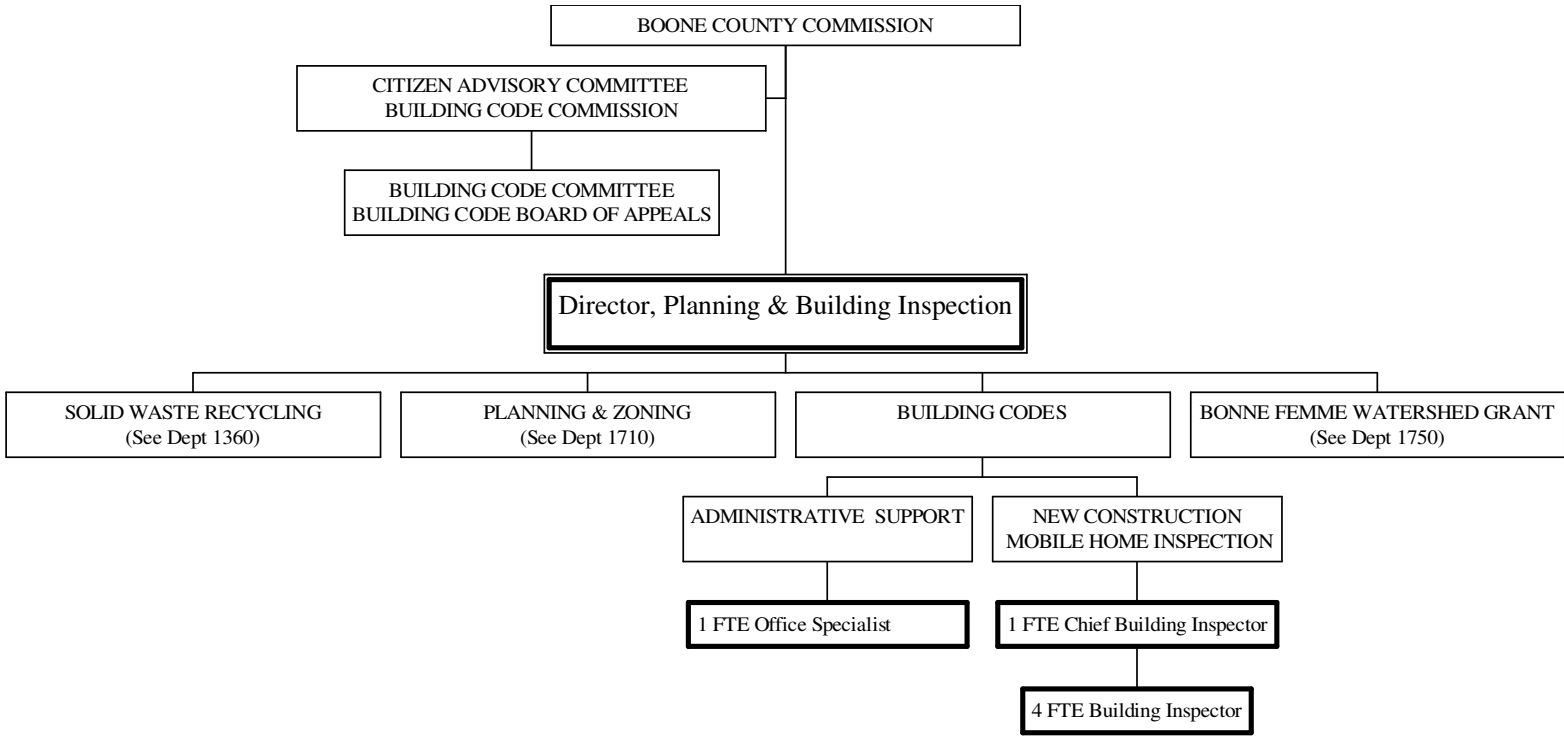 BOONE COUNTY COMMISSION
CITIZEN ADVISORY COMMITTEE
BUILDING CODE COMMISSION
BUILDING CODE COMMITTEE
BUILDING CODE BOARD OF APPEALS
Director, Planning & Building Inspection
SOLID WASTE RECYCLING
(See Dept 1360)
PLANNING & ZONING
(See Dept 1710)
BUILDING CODES
BONNE FEMME WATERSHED GRANT
(See Dept 1750)
ADMINISTRATIVE SUPPORT
NEW CONSTRUCTION
MOBILE HOME INSPECTION
1 FTE Office Specialist
1 FTE Chief Building Inspector
4 FTE Building Inspector